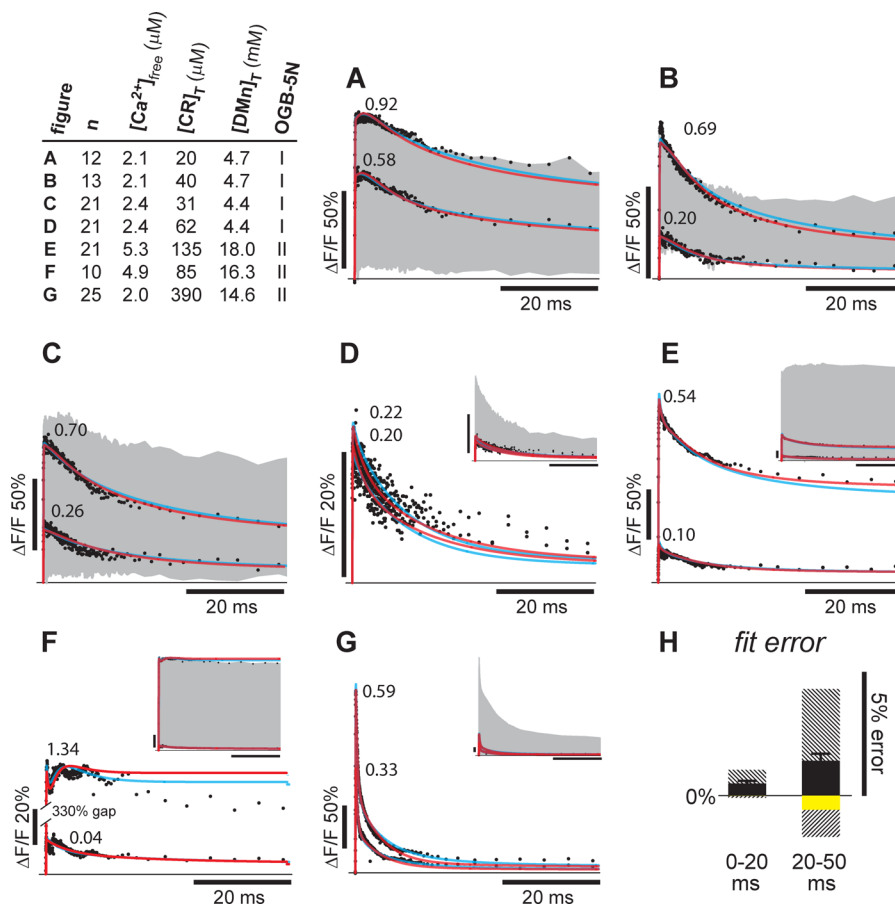 figure n [Ca2+]free (μM) [CR]T (μM) [DMn]T (mM) OGB-5N
A 12 2.1 20 4.7 I
B 13 2.1 40 4.7 I
C 21 2.4 31 4.4 I
D 21 2.4 62 4.4 I
E 21 5.3 135 18.0 II
F 10 4.9 85 16.3 II
G 25 2.0 390 14.6 II
A
0.92
0.58
ΔF/F 50%
20 ms
B
0.69
0.20
ΔF/F 50%
20 ms
C
0.70
0.26
ΔF/F 50%
20 ms
D
0.22
0.20
ΔF/F 20%
20 ms
E
0.54
0.10
ΔF/F 50%
20 ms
F
1.34
330% gap
0.04
ΔF/F 20%
20 ms
G
0.59
0.33
ΔF/F 50%
20 ms
H fit error
5% error
0%
0-20 20-50
ms ms